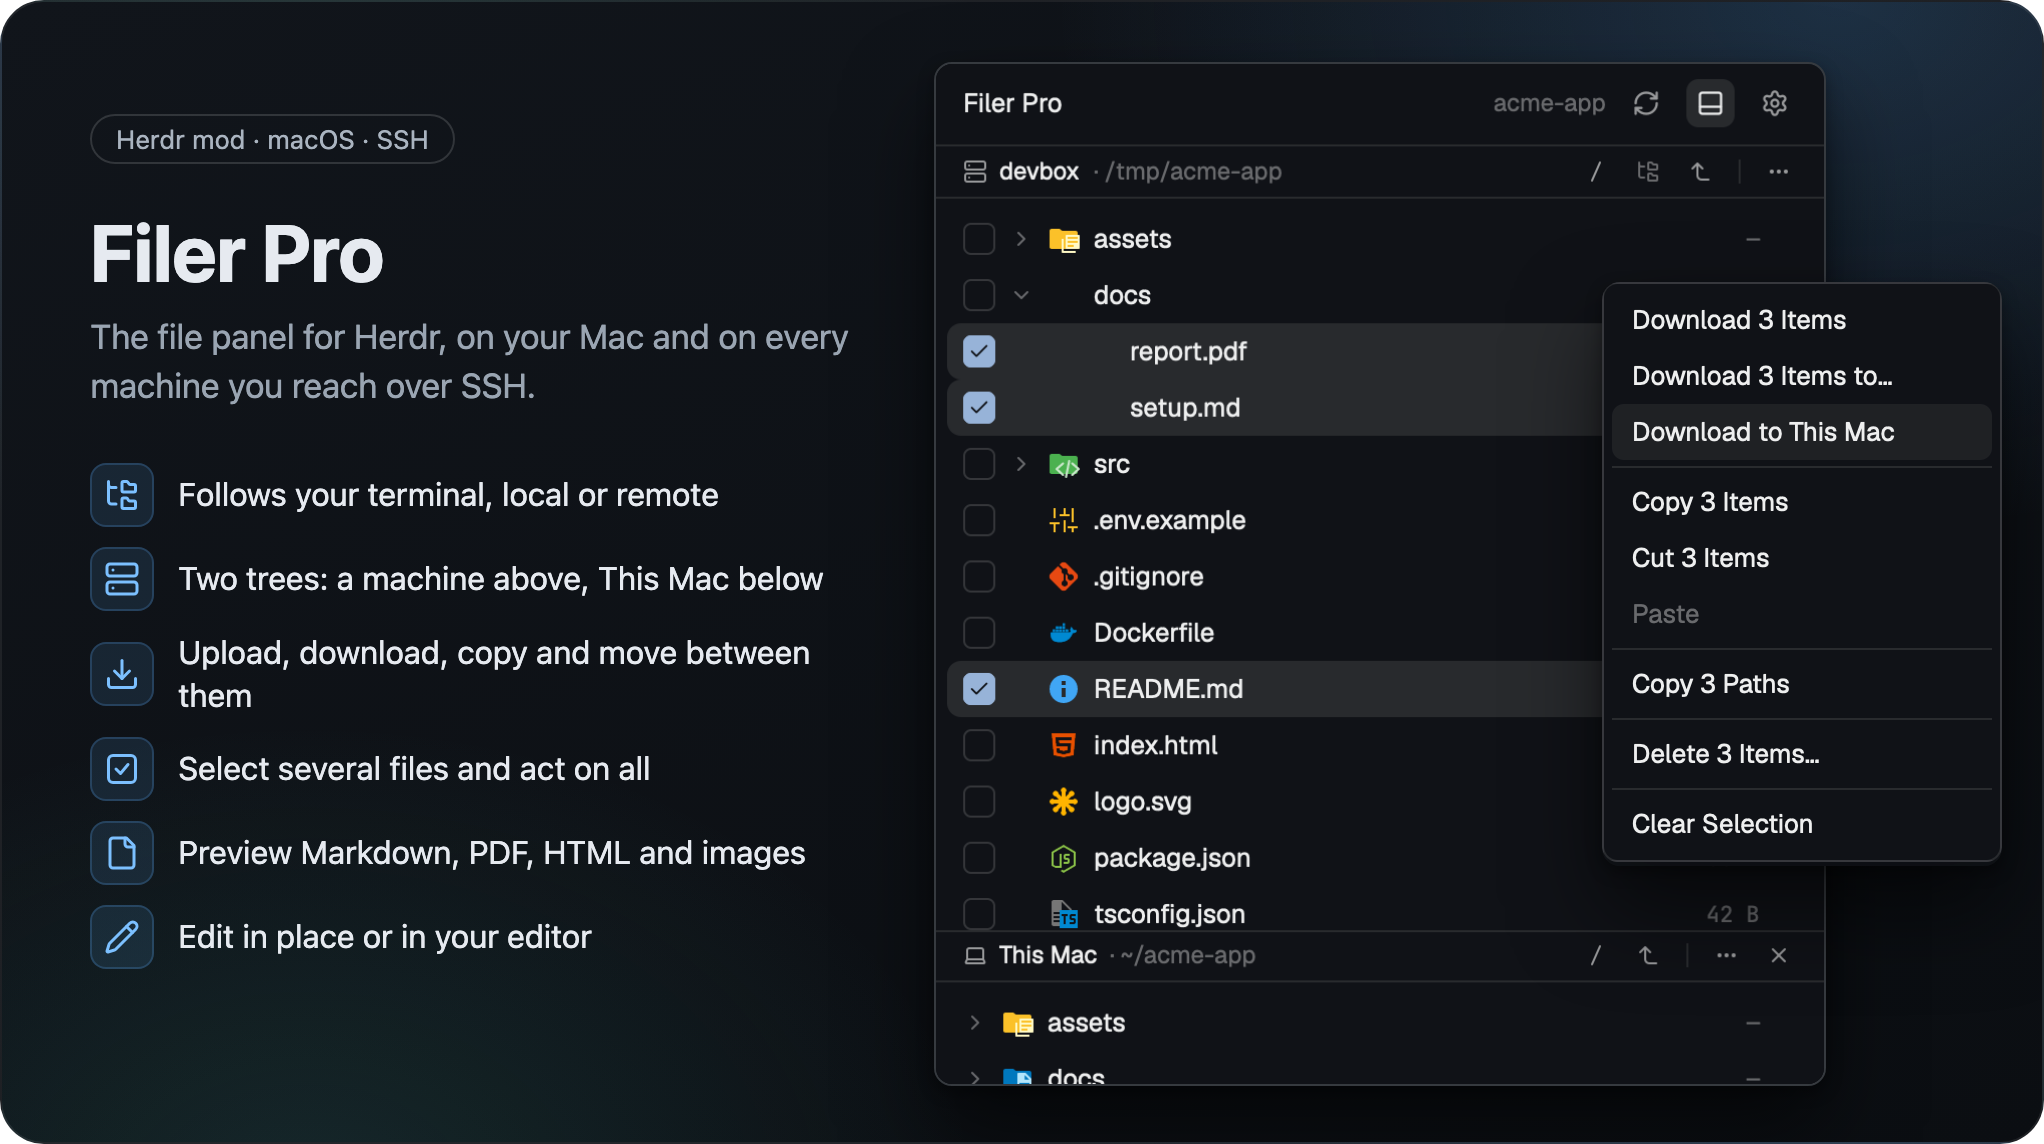 Herdr mod · macOS · SSH
Filer Pro
The file panel for Herdr, on your Mac and on every
machine you reach over SSH.
Follows your terminal, local or remote
Two trees: a machine above, This Mac below
Upload, download, copy and move between
them
Select several files and act on all
Preview Markdown, PDF, HTML and images
Edit in place or in your editor
Filer Pro
acme-app
devbox · /tmp/acme-app
/
assets
–
docs
report.pdf
setup.md
src
.env.example
.gitignore
Dockerfile
README.md
index.html
logo.svg
package.json
tsconfig.json
42 B
Download 3 Items
Download 3 Items to…
Download to This Mac
Copy 3 Items
Cut 3 Items
Paste
Copy 3 Paths
Delete 3 Items…
Clear Selection
This Mac · ~/acme-app
/
assets
–
docs
–